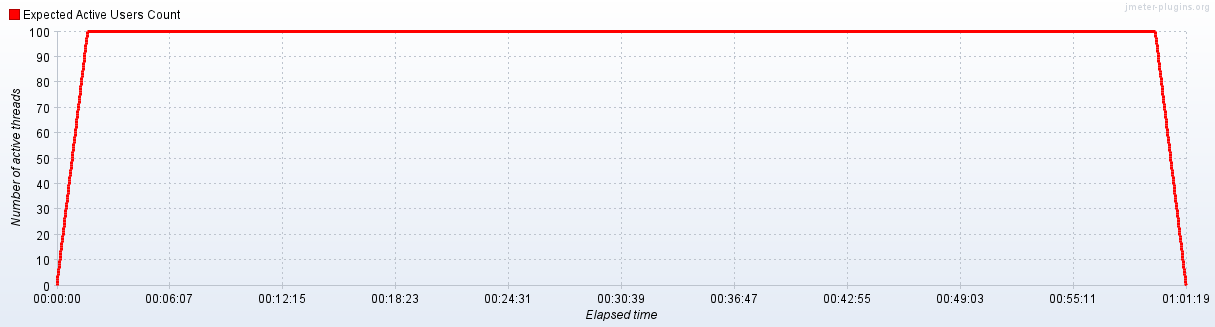 jmeter-plugins.org
Expected Active Users Count
100
90
80
70
60
50
40
30
20
10
0
Number of active threads
00:00:00 00:06:07 00:12:15 00:18:23 00:24:31 00:30:39 00:36:47 00:42:55 00:49:03 00:55:11 01:01:19
Elapsed time